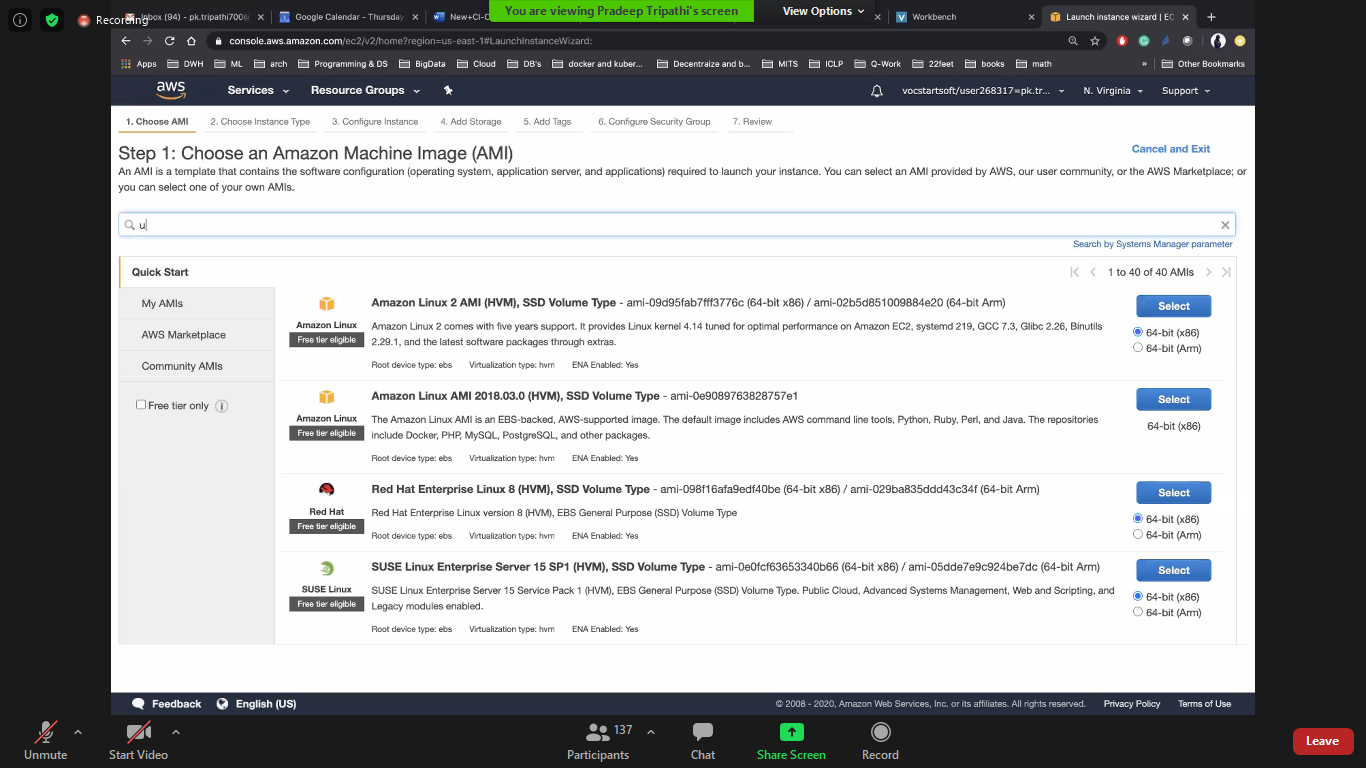 Recording
Inbox (94) - pk.tripathi700@
Google Calendar - Thursday
New+CI-C
You are viewing Pradeep Tripathi's screen
View Options
Workbench
Launch instance wizard | EC
console.aws.amazon.com/ec2/v2/home?region=us-east-1#LaunchInstanceWizard:
Apps DWH ML arch Programming & DS BigData Cloud DB's docker and kuber... Decentraize and b... MITS ICLP Q-Work 22feet books math » Other Bookmarks
aws Services Resource Groups vocstartsoft/user268317=pk.tr... N. Virginia Support
1. Choose AMI 2. Choose Instance Type 3. Configure Instance 4. Add Storage 5. Add Tags 6. Configure Security Group 7. Review
Step 1: Choose an Amazon Machine Image (AMI)
Cancel and Exit
An AMI is a template that contains the software configuration (operating system, application server, and applications) required to launch your instance. You can select an AMI provided by AWS, our user community, or the AWS Marketplace; or
you can select one of your own AMIs.
u
Search by Systems Manager parameter
Quick Start
1 to 40 of 40 AMIs
My AMIs
AWS Marketplace
Community AMIs
Free tier only
Amazon Linux
Free tier eligible
Amazon Linux 2 AMI (HVM), SSD Volume Type - ami-09d95fab7fff3776c (64-bit x86) / ami-02b5d851009884e20 (64-bit Arm)
Amazon Linux 2 comes with five years support. It provides Linux kernel 4.14 tuned for optimal performance on Amazon EC2, systemd 219, GCC 7.3, Glibc 2.26, Binutils
2.29.1, and the latest software packages through extras.
Root device type: ebs Virtualization type: hvm ENA Enabled: Yes
Select
64-bit (x86)
64-bit (Arm)
Amazon Linux
Free tier eligible
Amazon Linux AMI 2018.03.0 (HVM), SSD Volume Type - ami-0e9089763828757e1
The Amazon Linux AMI is an EBS-backed, AWS-supported image. The default image includes AWS command line tools, Python, Ruby, Perl, and Java. The repositories
include Docker, PHP, MySQL, PostgreSQL, and other packages.
Root device type: ebs Virtualization type: hvm ENA Enabled: Yes
Select
64-bit (x86)
Red Hat
Free tier eligible
Red Hat Enterprise Linux 8 (HVM), SSD Volume Type - ami-098f16afa9edf40be (64-bit x86) / ami-029ba835ddd43c34f (64-bit Arm)
Red Hat Enterprise Linux version 8 (HVM), EBS General Purpose (SSD) Volume Type
Root device type: ebs Virtualization type: hvm ENA Enabled: Yes
Select
64-bit (x86)
64-bit (Arm)
SUSE Linux
Free tier eligible
SUSE Linux Enterprise Server 15 SP1 (HVM), SSD Volume Type - ami-0e0fcf63653340b66 (64-bit x86) / ami-05dde7e9c924be7dc (64-bit Arm)
SUSE Linux Enterprise Server 15 Service Pack 1 (HVM), EBS General Purpose (SSD) Volume Type. Public Cloud, Advanced Systems Management, Web and Scripting, and
Legacy modules enabled.
Root device type: ebs Virtualization type: hvm ENA Enabled: Yes
Select
64-bit (x86)
64-bit (Arm)
Feedback English (US)
© 2008 - 2020, Amazon Web Services, Inc. or its affiliates. All rights reserved. Privacy Policy Terms of Use
Unmute
Start Video
137
Participants
Chat
Share Screen
Record
Leave